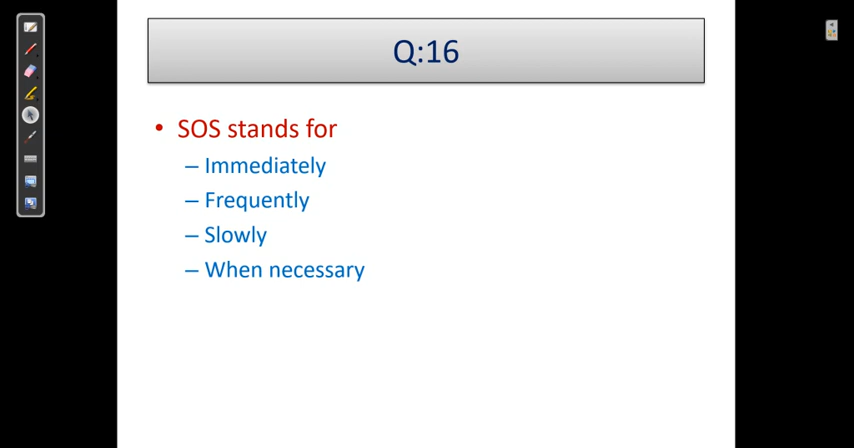 Q:16
• SOS stands for
– Immediately
– Frequently
– Slowly
– When necessary